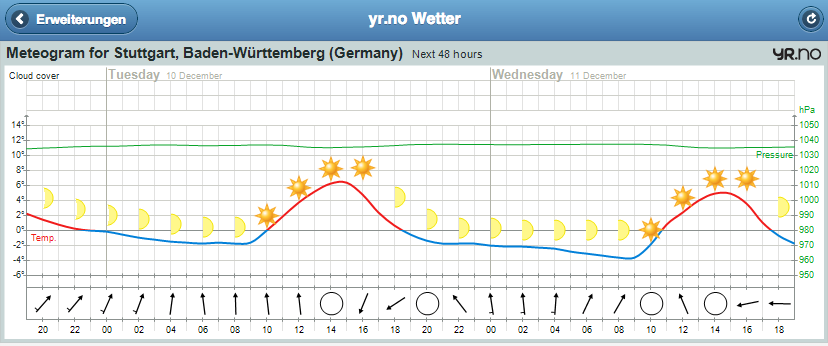 Erweiterungen
yr.no Wetter
Meteogram for Stuttgart, Baden-Württemberg (Germany) Next 48 hours
YR.no
Cloud cover
Tuesday 10 December
Wednesday 11 December
hPa
14° 1050
12° 1040
Pressure
10° 1030
8° 1020
6° 1010
4° 1000
2° 990
0° 980
Temp.
-2° 970
-4° 960
-6° 950
20 22 00 02 04 06 08 10 12 14 16 18 20 22 00 02 04 06 08 10 12 14 16 18